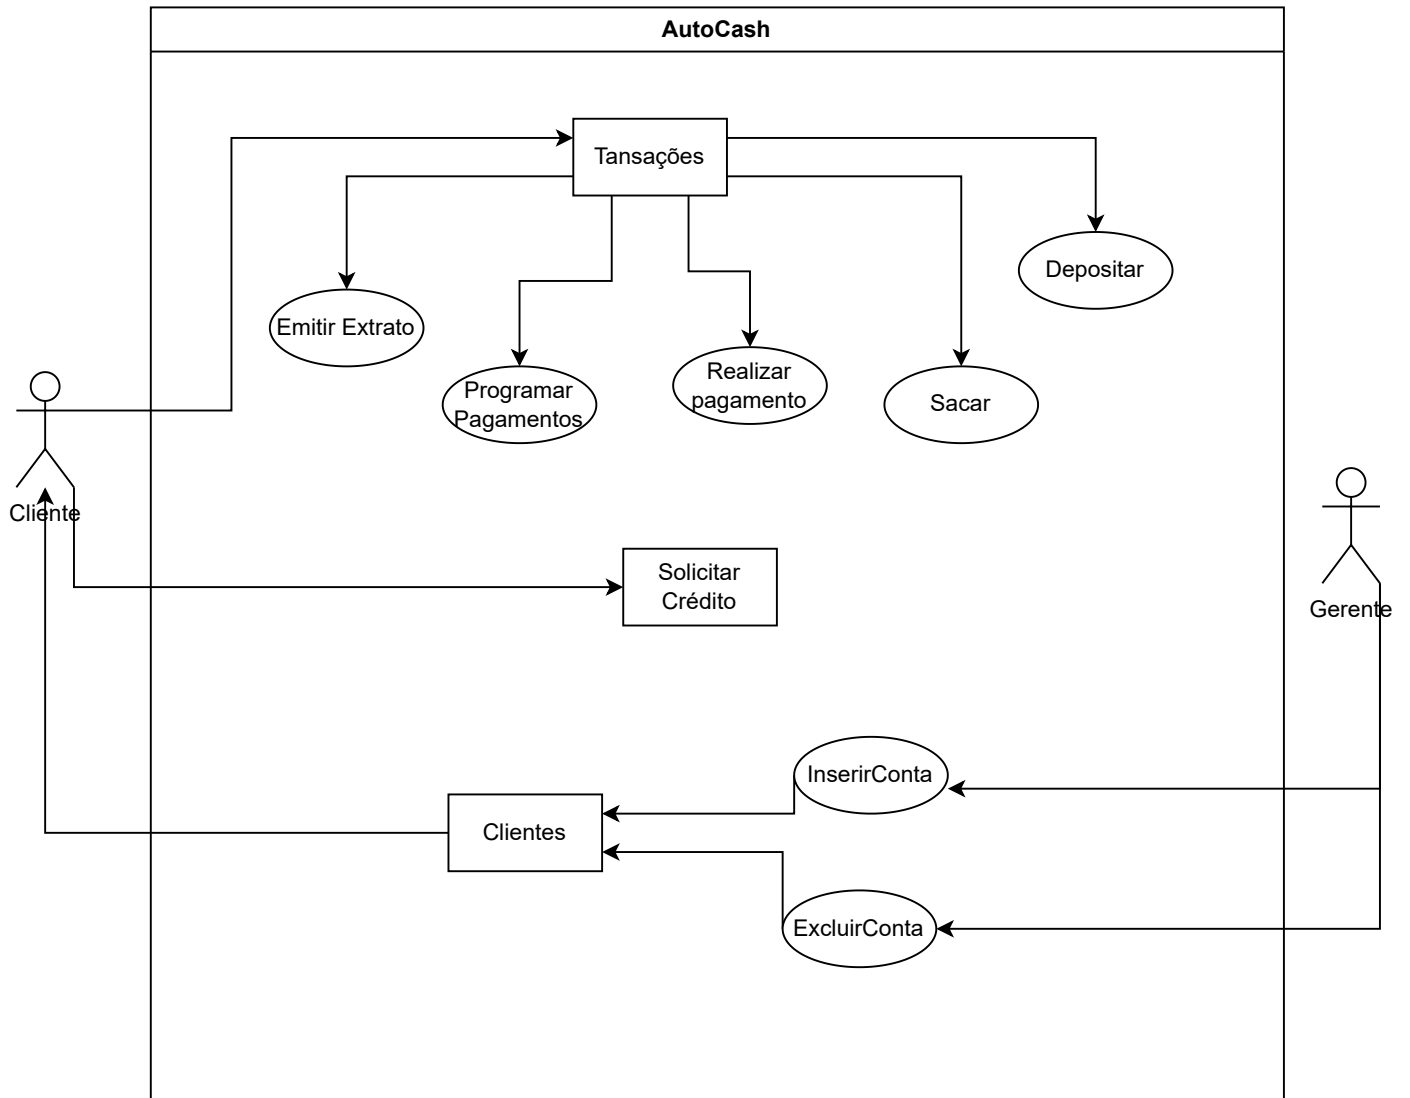 AutoCash
Tansações
Depositar
Emitir Extrato
Programar
Pagamentos
Realizar
pagamento
Sacar
Cliente
Solicitar
Crédito
Gerente
InserirConta
Clientes
ExcluirConta